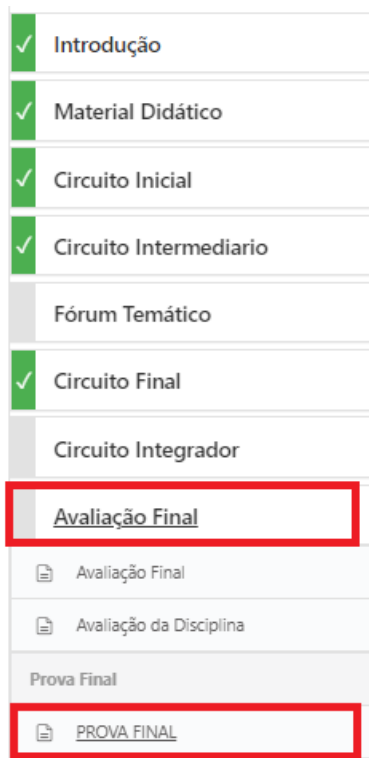 Introdução
Material Didático
Circuito Inicial
Circuito Intermediario
Fórum Temático
Circuito Final
Circuito Integrador
Avaliação Final
Avaliação Final
Avaliação da Disciplina
Prova Final
PROVA FINAL